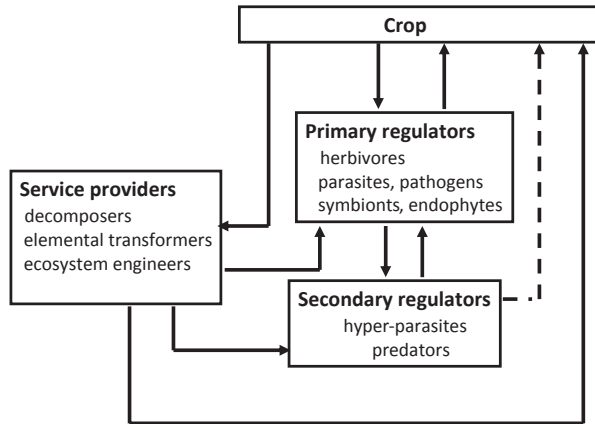 Crop
Primary regulators
herbivores
parasites, pathogens
symbionts, endophytes
Service providers
decomposers
elemental transformers
ecosystem engineers
Secondary regulators
hyper-parasites
predators